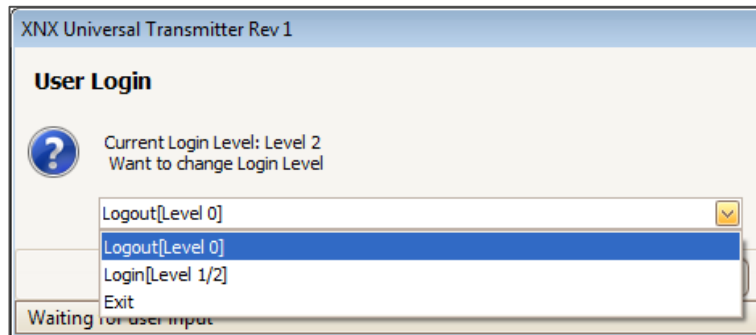 XNX Universal Transmitter Rev 1
User Login
Current Login Level: Level 2
Want to change Login Level
Logout[Level 0]
Logout[Level 0]
Login[Level 1/2]
Exit
Waiting for user input